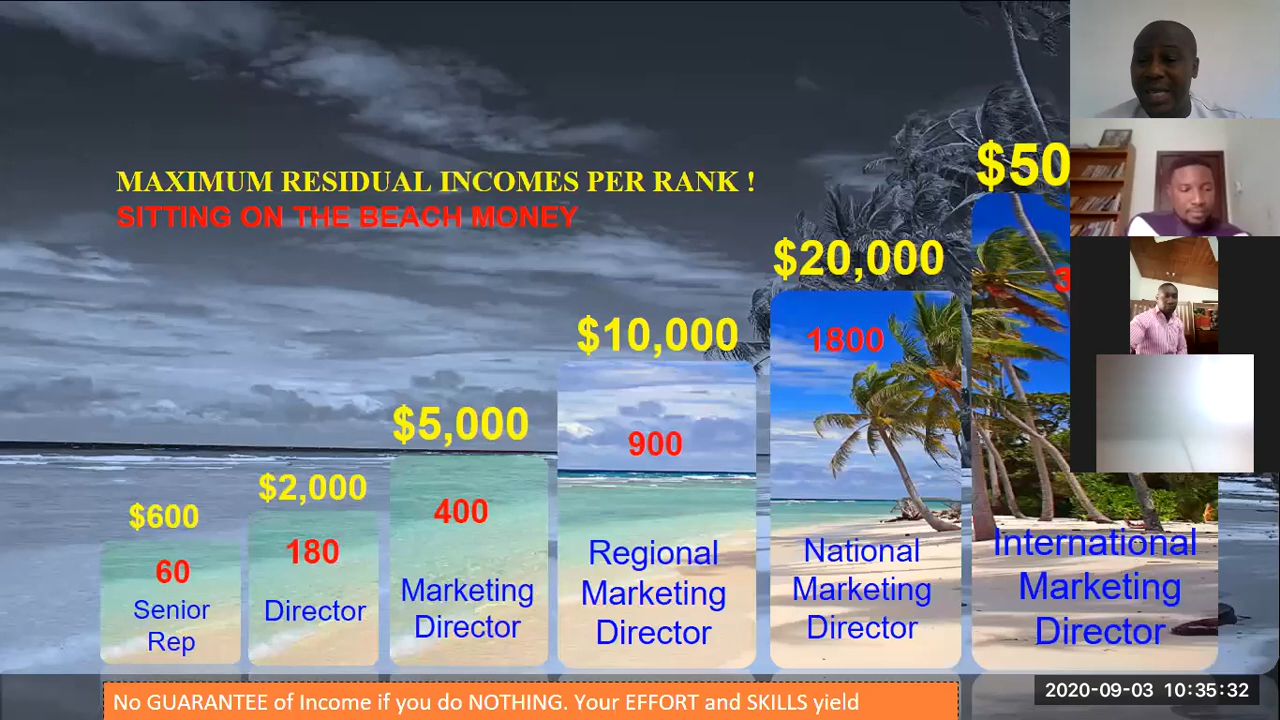 MAXIMUM RESIDUAL INCOMES PER RANK !
SITTING ON THE BEACH MONEY
$600
60
Senior
Rep
$2,000
180
Director
$5,000
400
Marketing
Director
$10,000
900
Regional
Marketing
Director
$20,000
1800
National
Marketing
Director
$50
3
International
Marketing
Director
No GUARANTEE of Income if you do NOTHING. Your EFFORT and SKILLS yield
2020-09-03 10:35:32